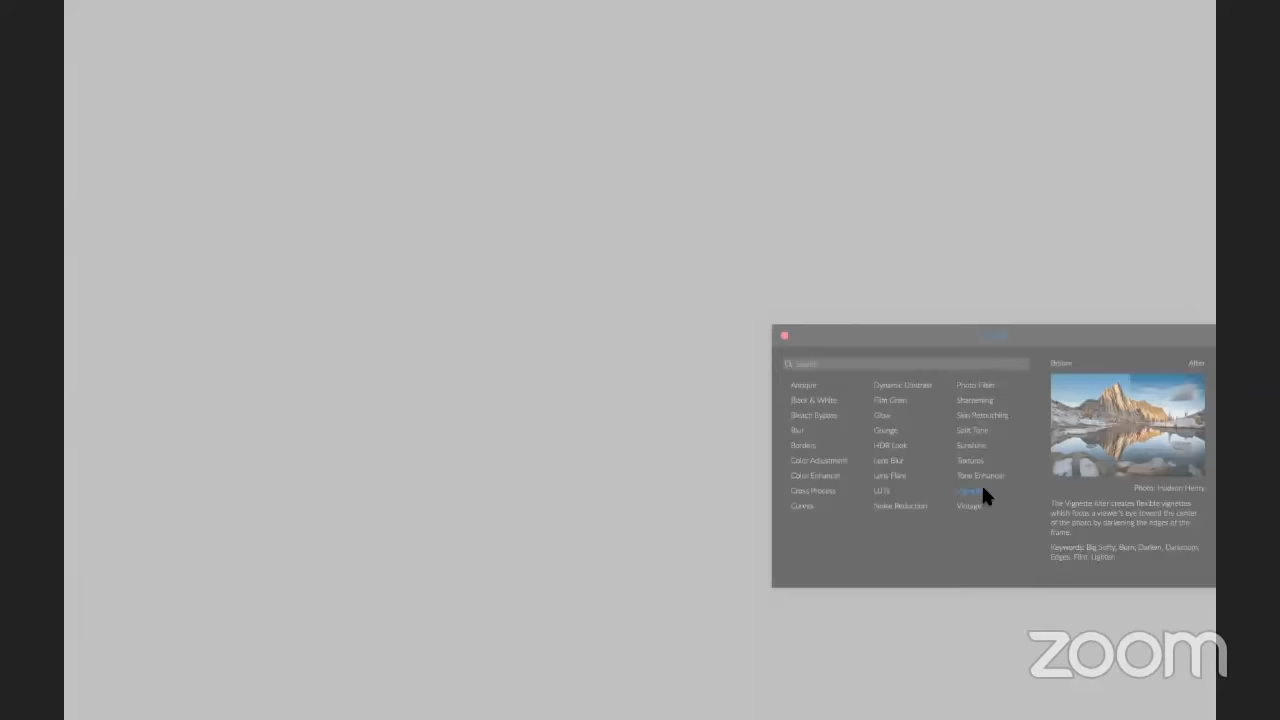 Search
Before After
Antique Dynamic Contrast Photo Filter
Black & White Film Grain Sharpening
Bleach Bypass Glow Skin Retouching
Blur Grunge Split Tone
Borders HDR Look Sunshine
Color Adjustment Lens Blur Textures
Color Enhancer Lens Flare Tone Enhancer
Cross Process LUTs
Curves Noise Reduction Vintage
Photo: Hudson Henry
The Vignette filter creates flexible vignettes
which focus a viewer's eye toward the center
of the photo by darkening the edges of the
frame.
Keywords: Big Softy, Burn, Darken, Darkroom,
Edges, Film, Lighten
zoom